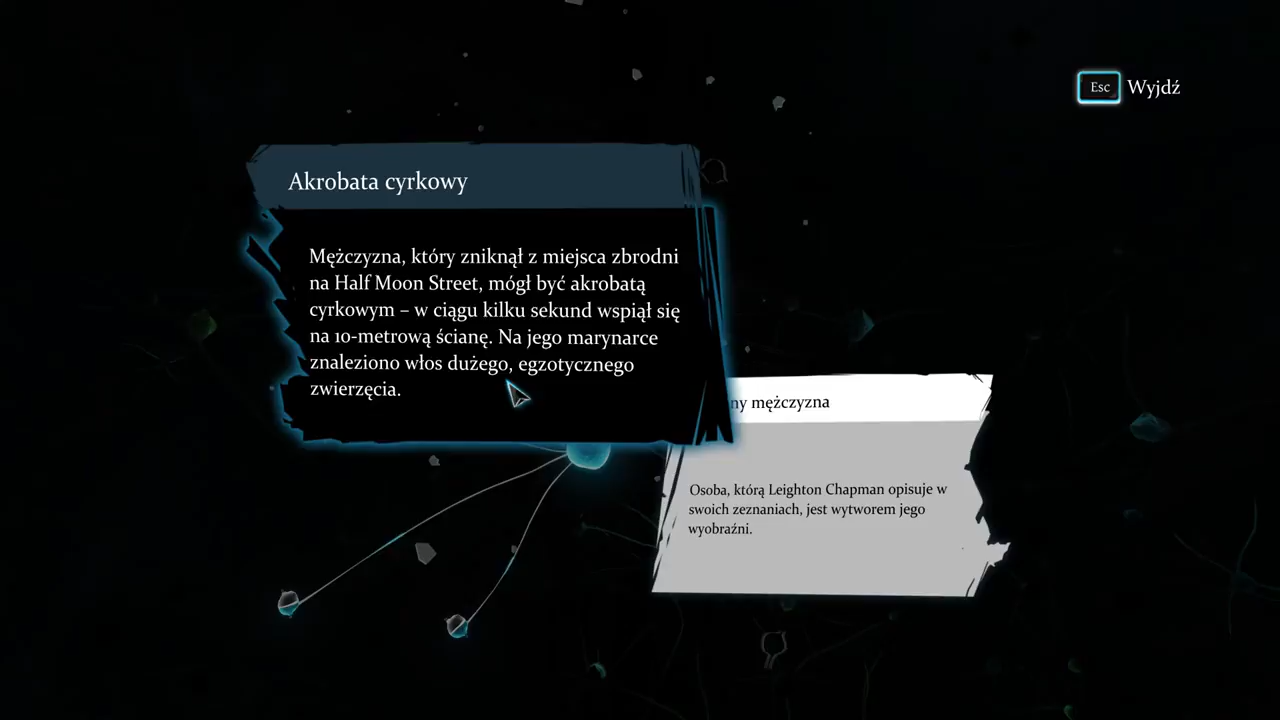 Esc Wyjdź
Akrobata cyrkowy
Mężczyzna, który zniknął z miejsca zbrodni
na Half Moon Street, mógł być akrobatą
cyrkowym – w ciągu kilku sekund wspiął się
na 10-metrową ścianę. Na jego marynarce
znaleziono włos dużego, egzotycznego
zwierzęcia.
mężczyzna
Osoba, którą Leighton Chapman opisuje w
swoich zeznaniach, jest wytworem jego
wyobraźni.